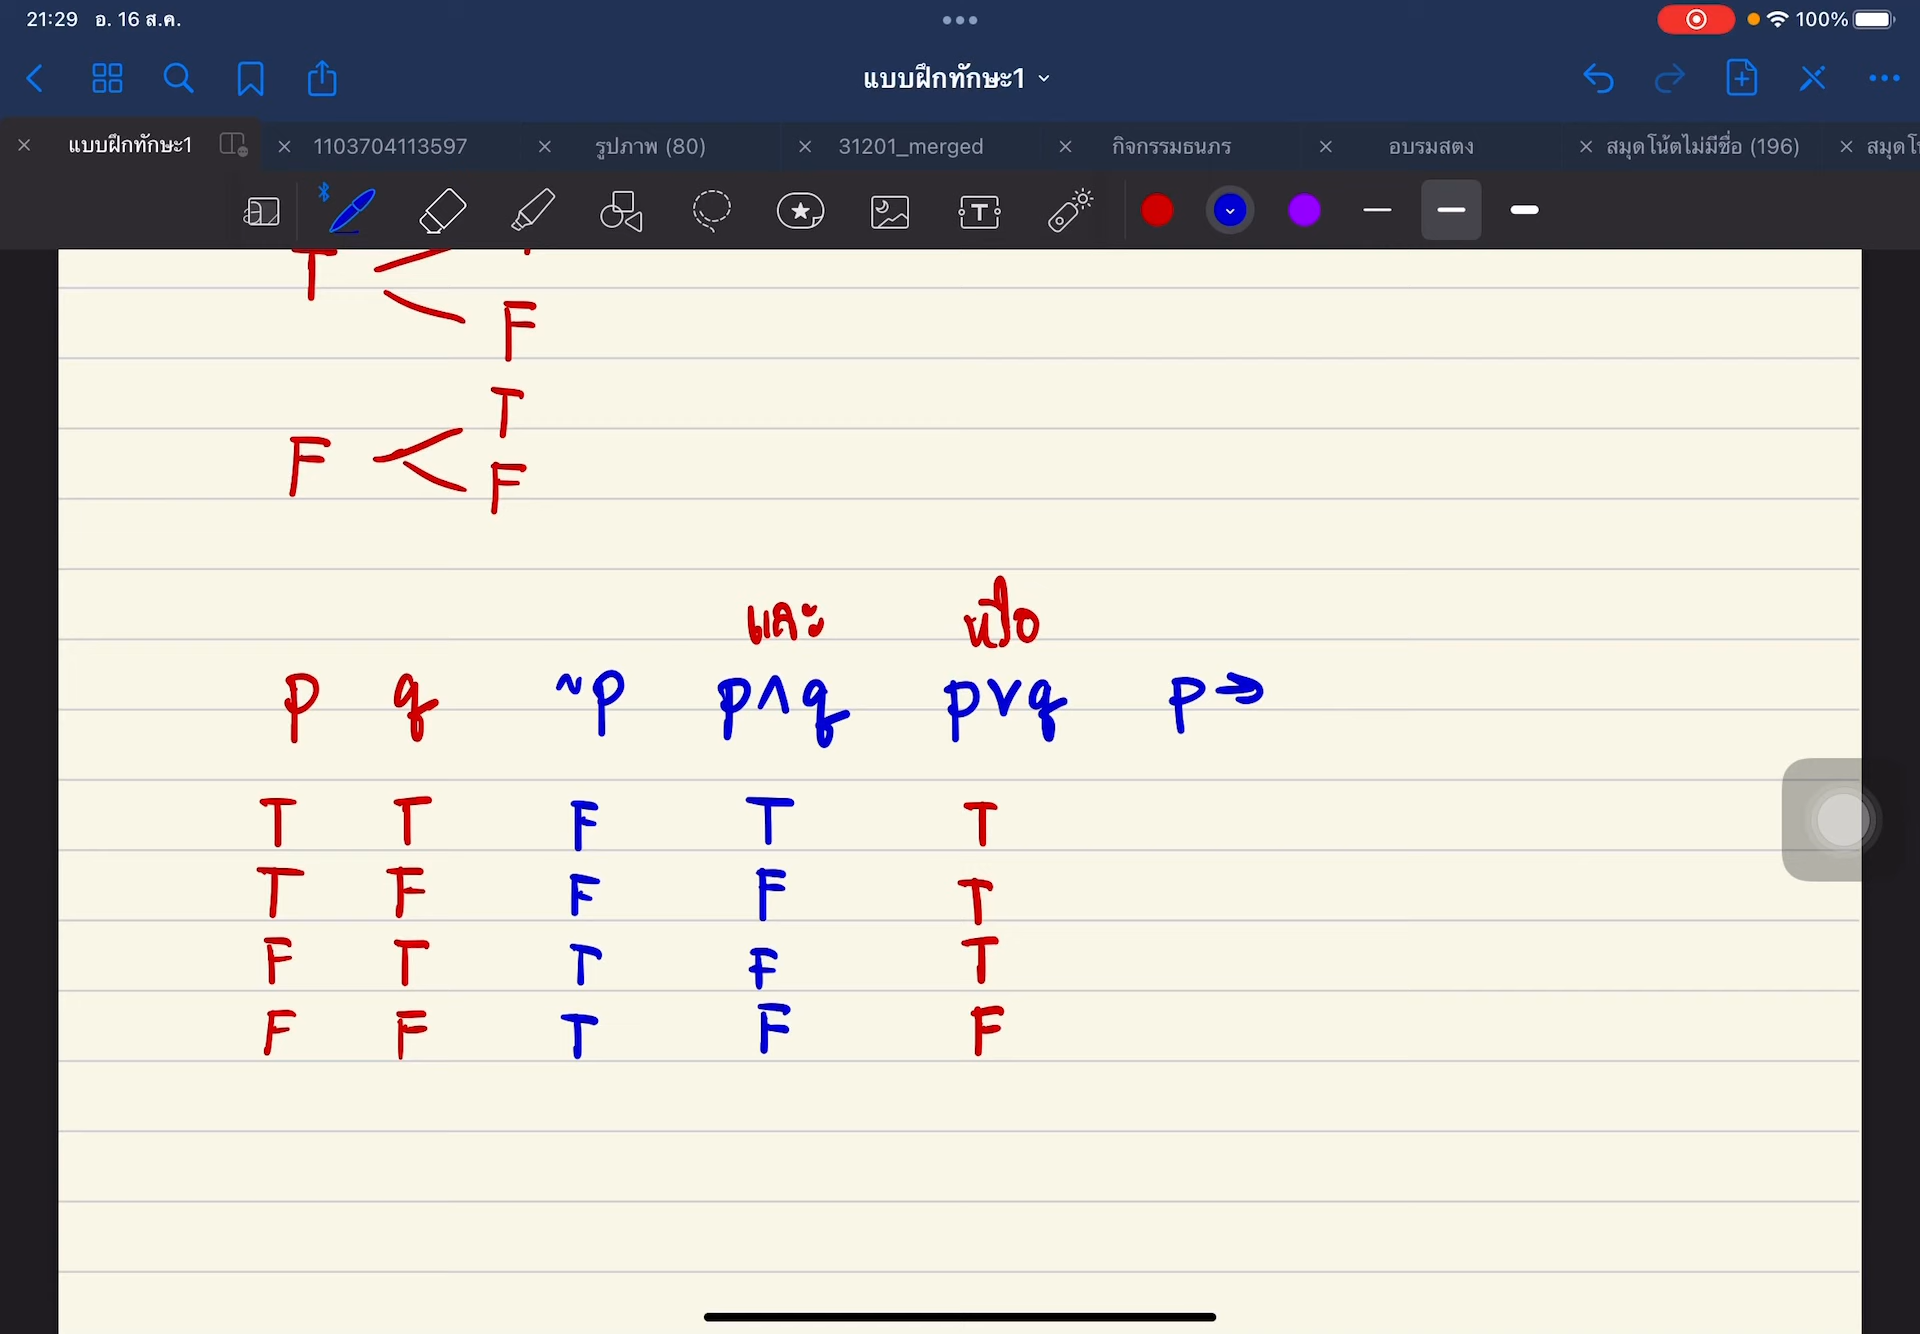 21:29 อ. 16 ส.ค. 100%
แบบฝึกทักษะ1
แบบฝึกทักษะ1 1103704113597 รูปภาพ (80) 31201_merged กิจกรรมธนภร อบรมสตง สมุดโน้ตไม่มีชื่อ (196)
T
F
T
F
F
และ หรือ
p q ~p p∧q p∨q p→
T T F T T
T F F F T
F T T F T
F F T F F